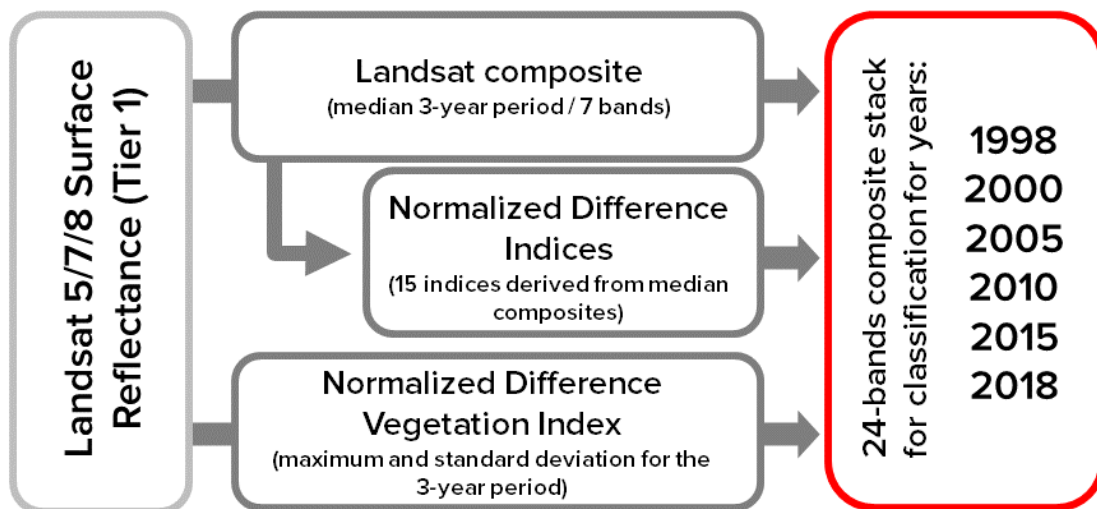 Landsat 5/7/8 Surface
Reflectance (Tier 1)
Landsat composite
(median 3-year period / 7 bands)
Normalized Difference
Indices
(15 indices derived from median
composites)
Normalized Difference
Vegetation Index
(maximum and standard deviation for the
3-year period)
24-bands composite stack
for classification for years:
1998
2000
2005
2010
2015
2018